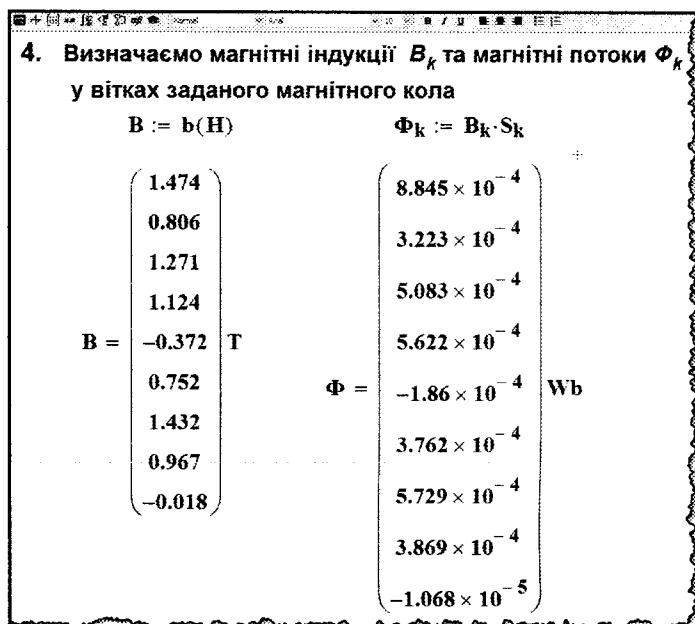 4. Визначаємо магнітні індукції B_k та магнітні потоки Φ_k
у вітках заданого магнітного кола
B := b(H)
Φ_k := B_k·S_k
B =
1.474
0.806
1.271
1.124
−0.372
0.752
1.432
0.967
−0.018
T
Φ =
8.845 × 10^−4
3.223 × 10^−4
5.083 × 10^−4
5.622 × 10^−4
−1.86 × 10^−4
3.762 × 10^−4
5.729 × 10^−4
3.869 × 10^−4
−1.068 × 10^−5
Wb